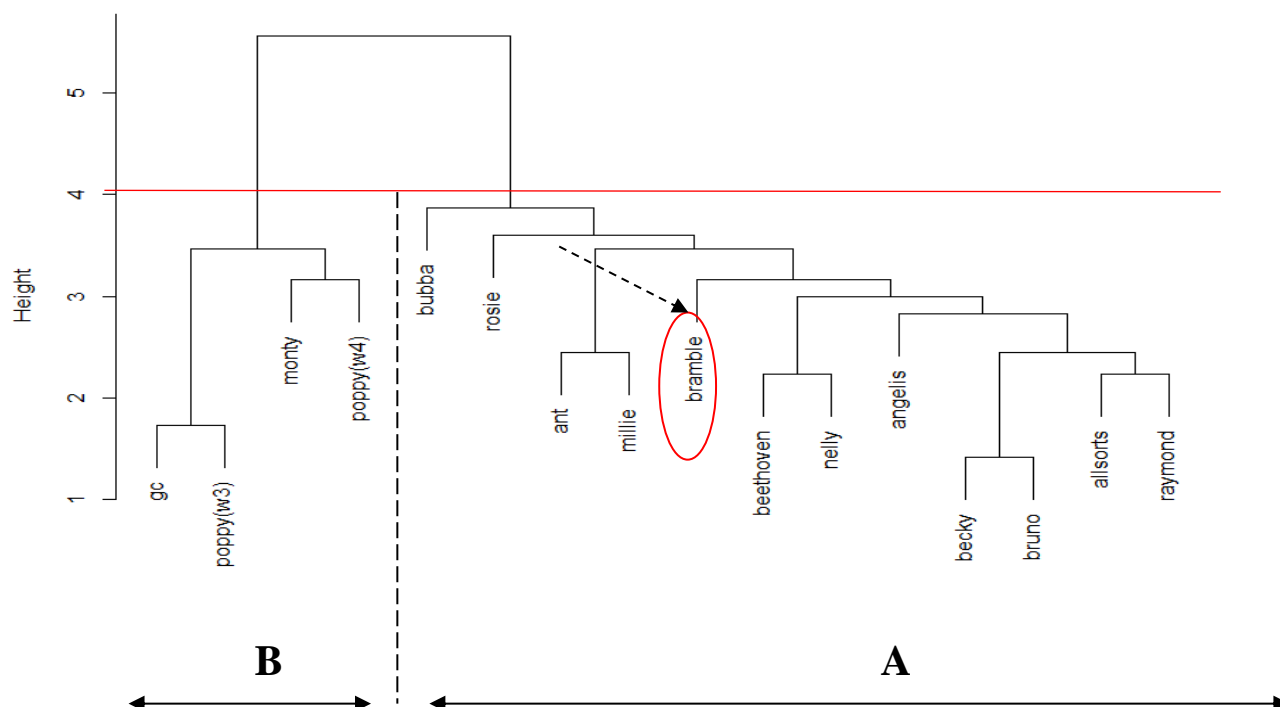 5
4
3
2
1
Height
gc
poppy(w3)
monty
poppy(w4)
bubba
rosie
ant
millie
bramble
beethoven
nelly
angelis
becky
bruno
allsorts
raymond
B
A